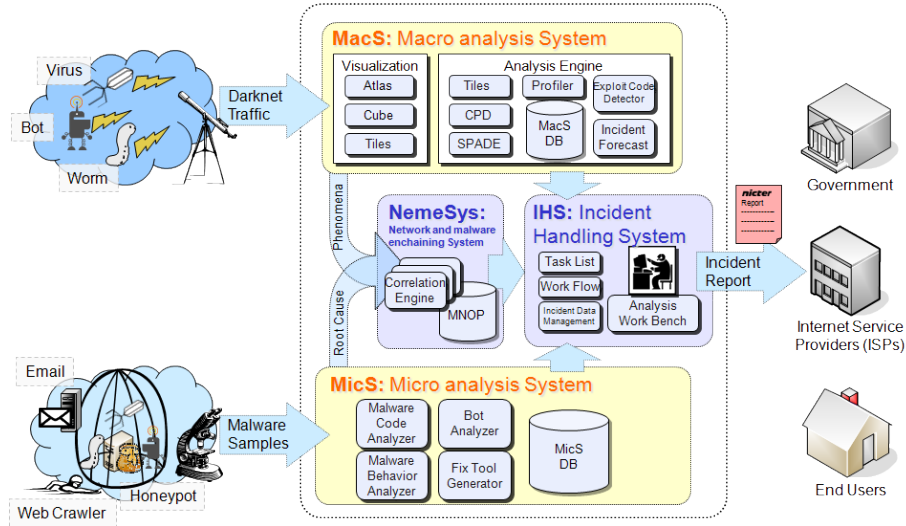 Virus
Bot
Worm
Darknet
Traffic
MacS: Macro analysis System
Visualization
Atlas
Cube
Tiles
Analysis Engine
Tiles
CPD
SPADE
Profiler
MacS
DB
Exploit Code
Detector
Incident
Forecast
Phenomena
Root Cause
NemeSys:
Network and malware
enchaining System
Correlation
Engine
MNOP
IHS: Incident
Handling System
Task List
Work Flow
Incident Data
Management
Analysis
Work Bench
Incident
Report
nicter
Report
Government
Internet Service
Providers (ISPs)
End Users
Email
Web Crawler
Honeypot
Malware
Samples
MicS: Micro analysis System
Malware
Code
Analyzer
Bot
Analyzer
Malware
Behavior
Analyzer
Fix Tool
Generator
MicS
DB